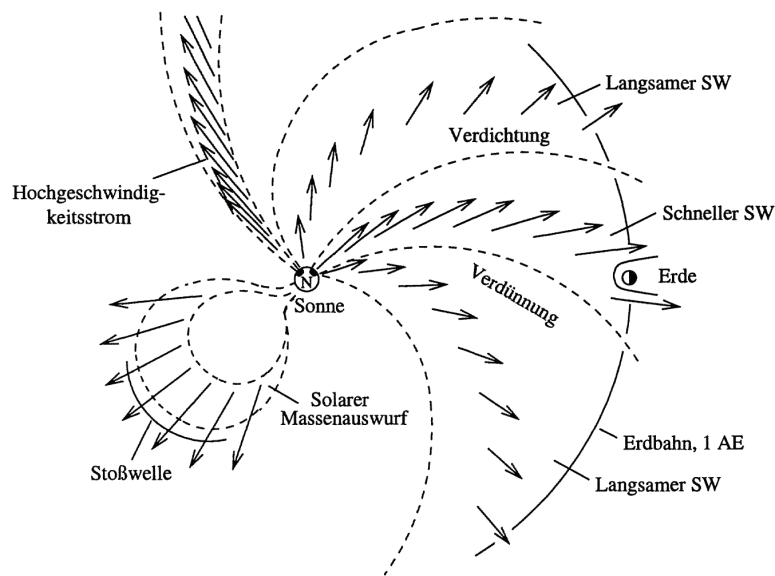 Langsamer SW
Verdichtung
Hochgeschwindig-
keitsstrom
Schneller SW
N
Sonne
Erde
Verdünnung
Solarer
Massenauswurf
Stoßwelle
Erdbahn, 1 AE
Langsamer SW